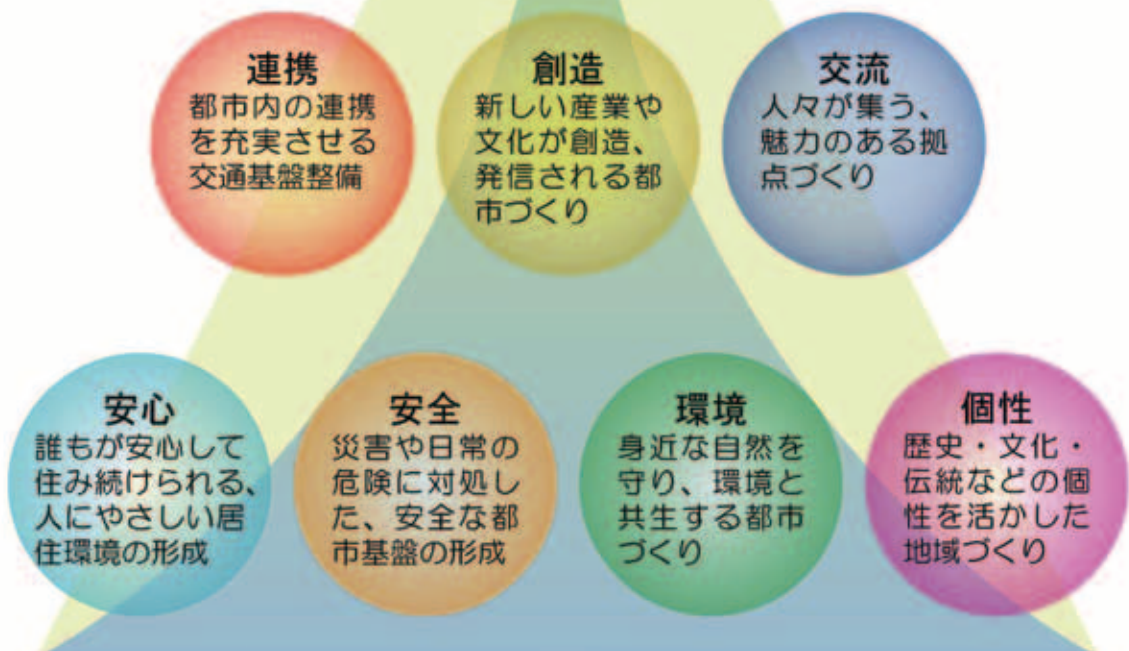 連携
都市内の連携
を充実させる
交通基盤整備
創造
新しい産業や
文化が創造、
発信される都
市づくり
交流
人々が集う、
魅力のある拠
点づくり
安心
誰もが安心して
住み続けられる、
人にやさしい居
住環境の形成
安全
災害や日常の
危険に対処し
た、安全な都
市基盤の形成
環境
身近な自然を
守り、環境と
共生する都市
づくり
個性
歴史・文化・
伝統などの個
性を活かした
地域づくり